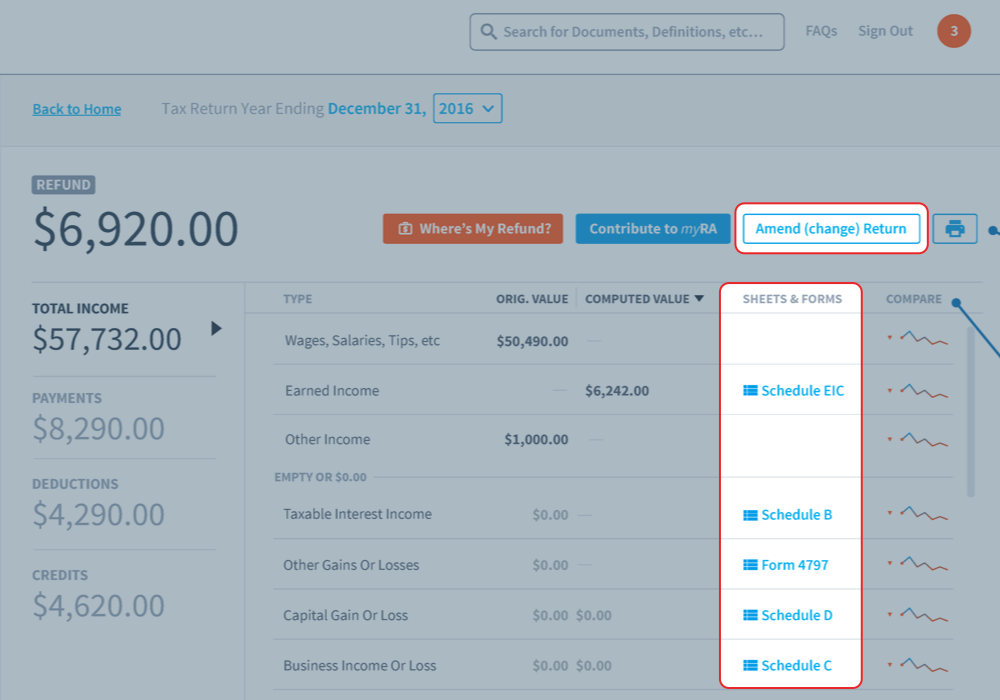 Search for Documents, Definitions, etc... FAQs Sign Out 3
Back to Home Tax Return Year Ending December 31, 2016
REFUND
$6,920.00
Where's My Refund? Contribute to myRA Amend (change) Return
TOTAL INCOME
$57,732.00
PAYMENTS
$8,290.00
DEDUCTIONS
$4,290.00
CREDITS
$4,620.00
TYPE ORIG. VALUE COMPUTED VALUE SHEETS & FORMS COMPARE
Wages, Salaries, Tips, etc $50,490.00 —
Earned Income — $6,242.00 Schedule EIC
Other Income $1,000.00 —
EMPTY OR $0.00
Taxable Interest Income $0.00 — Schedule B
Other Gains Or Losses $0.00 — Form 4797
Capital Gain Or Loss $0.00 $0.00 Schedule D
Business Income Or Loss $0.00 $0.00 Schedule C